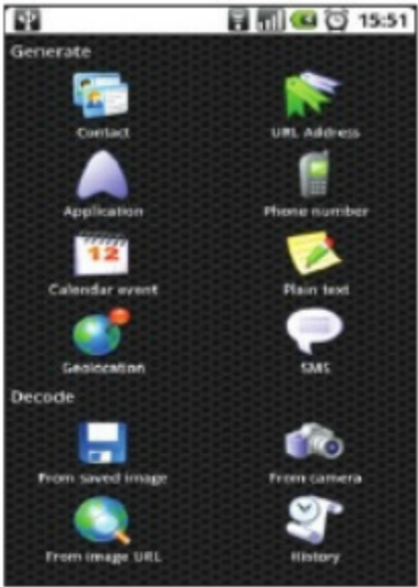 15:51
Generate
Contact URL Address
Application Phone number
12
Calendar event Plain text
Geolocation SMS
Decode
From saved image From camera
From image URL History